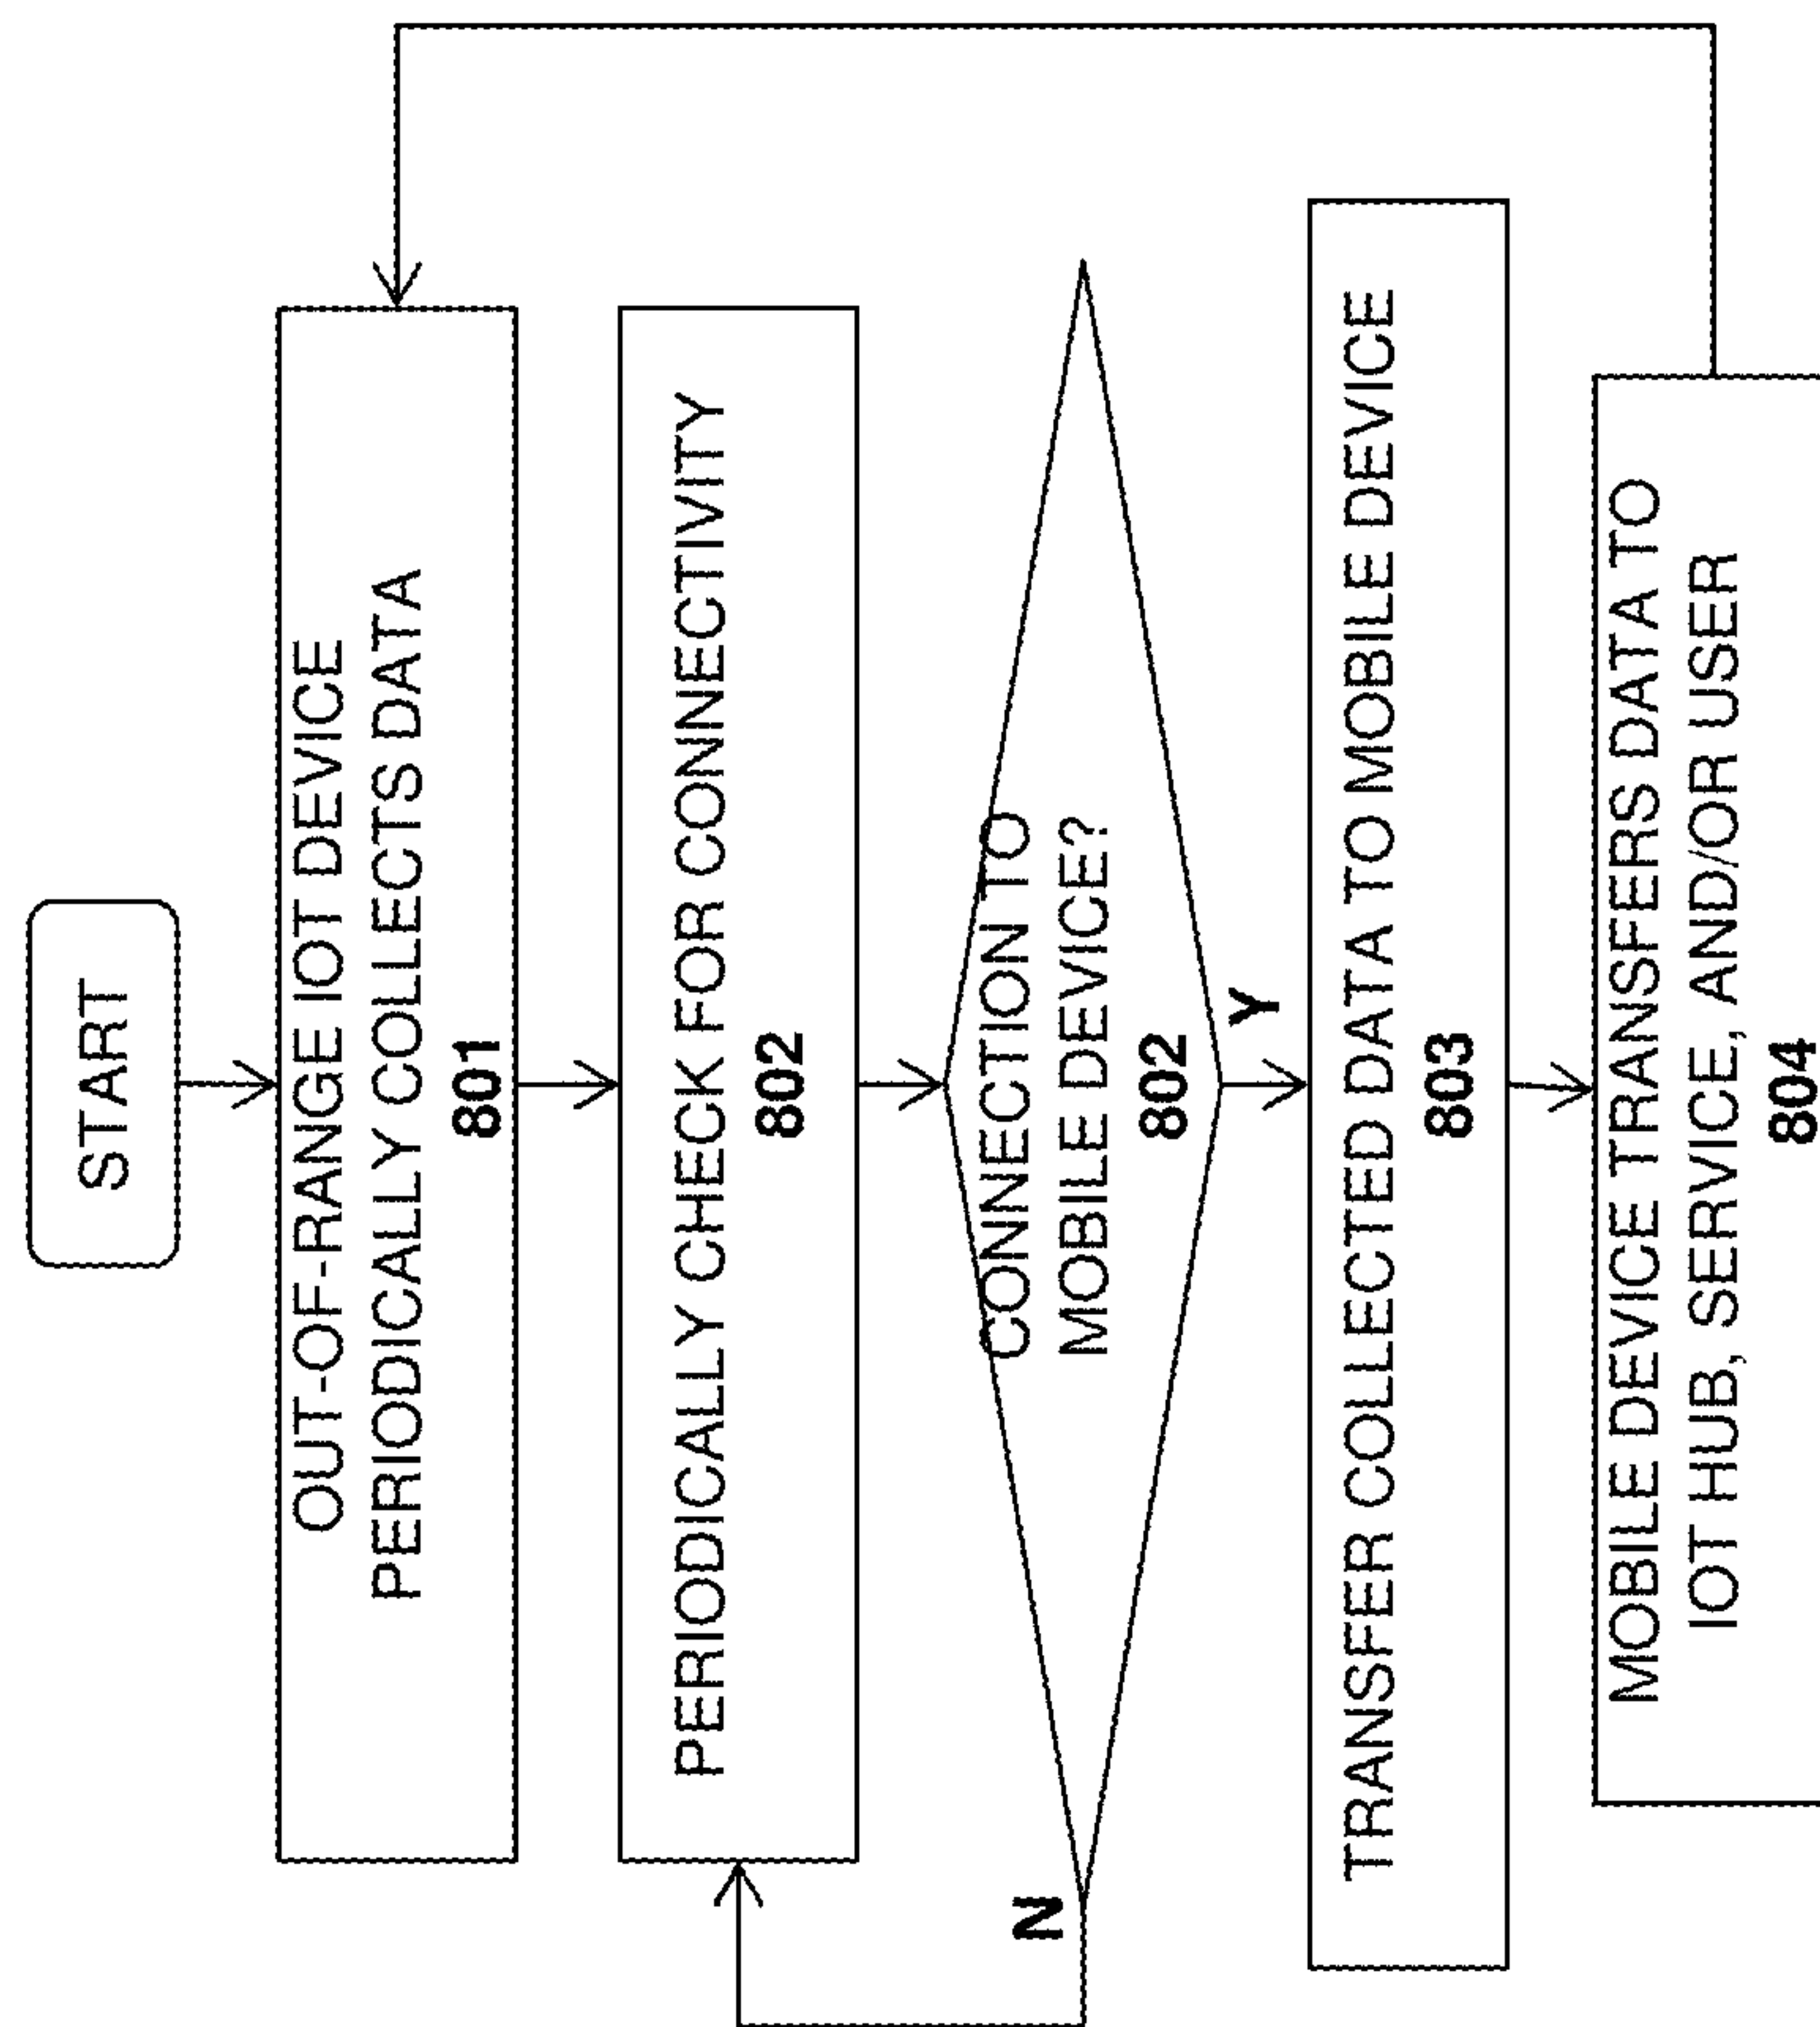 START
OUT-OF-RANGE IOT DEVICE
PERIODICALLY COLLECTS DATA
801
PERIODICALLY CHECK FOR CONNECTIVITY
802
CONNECTION TO
MOBILE DEVICE?
802
N
Y
TRANSFER COLLECTED DATA TO MOBILE DEVICE
803
MOBILE DEVICE TRANSFERS DATA TO
IOT HUB, SERVICE, AND/OR USER
804